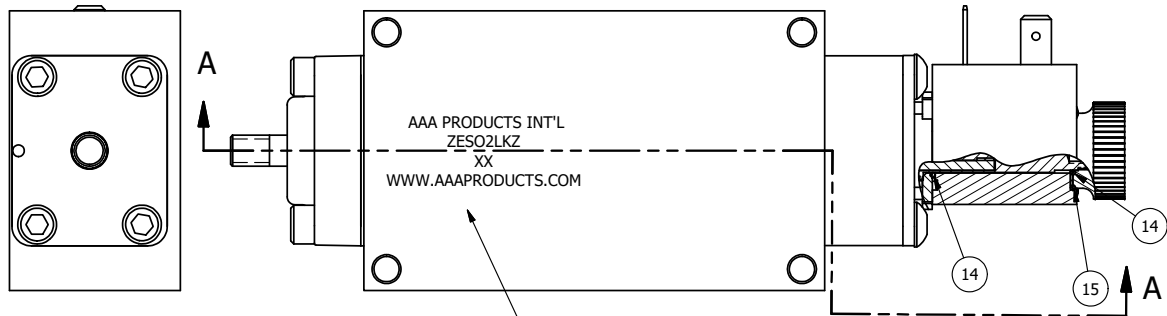 A
AAA PRODUCTS INT'L
ZESO2LKZ
XX
WWW.AAAPRODUCTS.COM
14
14
15
A